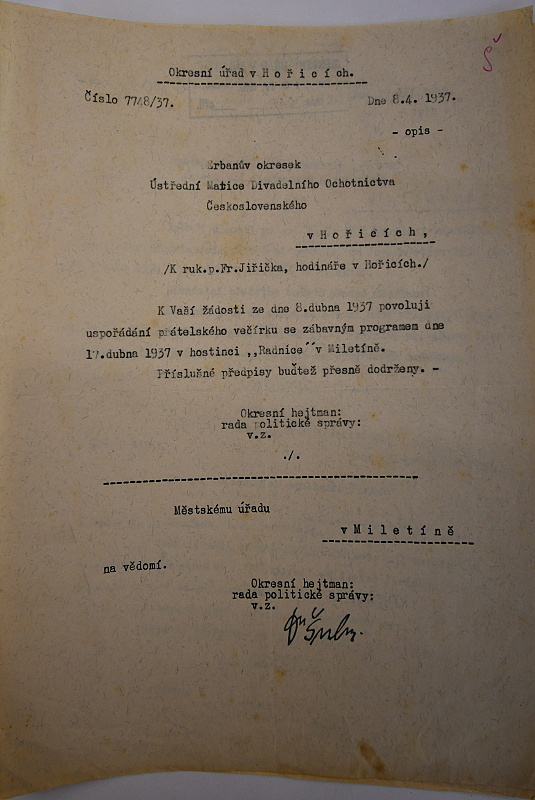 Š
Okresní úřad v H o ř i c í c h.
Číslo 7748/37.
Dne 8.4. 1937.
- opis -
Erbanův okresek
Ústřední Matice Divadelního Ochotnictva
Československého
v H o ř i c í c h,
/K ruk.p.Fr.Jiřička, hodináře v Hořicích./
K Vaší žádosti ze dne 8.dubna 1937 povoluji
uspořádání přátelského večírku se zábavným programem dne
17.dubna 1937 v hostinci ,,Radnice´´ v Miletíně.
Příslušné předpisy buďtež přesně dodrženy. -
Okresní hejtman:
rada politické správy:
v.z.
./.
Městskému úřadu
v M i l e t í n ě
na vědomí.
Okresní hejtman:
rada politické správy:
v.z.